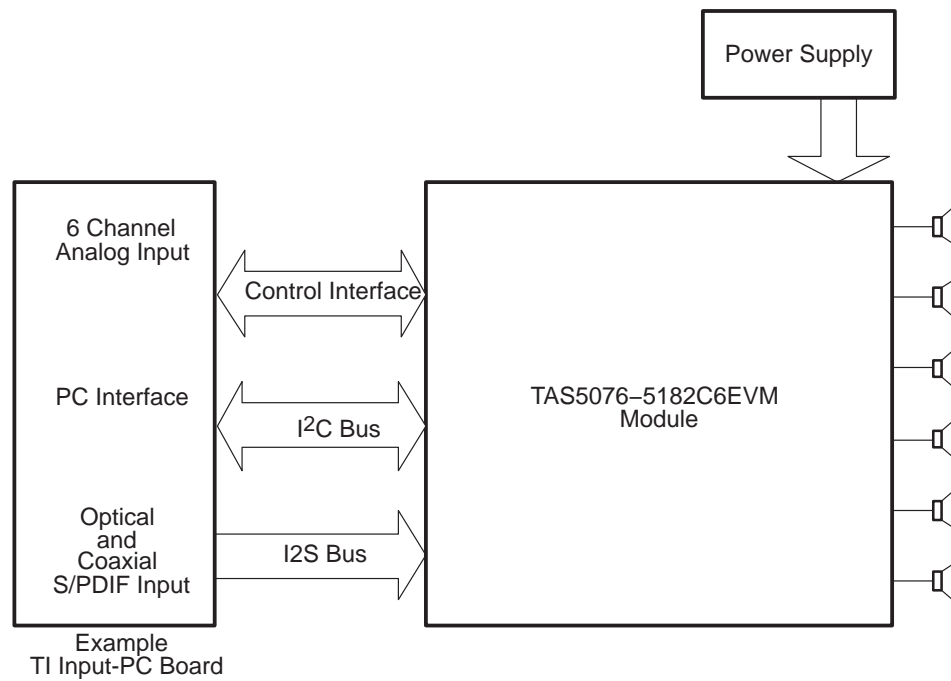 Power Supply
6 Channel
Analog Input
Control Interface
PC Interface
I2C Bus
TAS5076–5182C6EVM
Module
Optical
and
Coaxial
S/PDIF Input
I2S Bus
Example
TI Input-PC Board